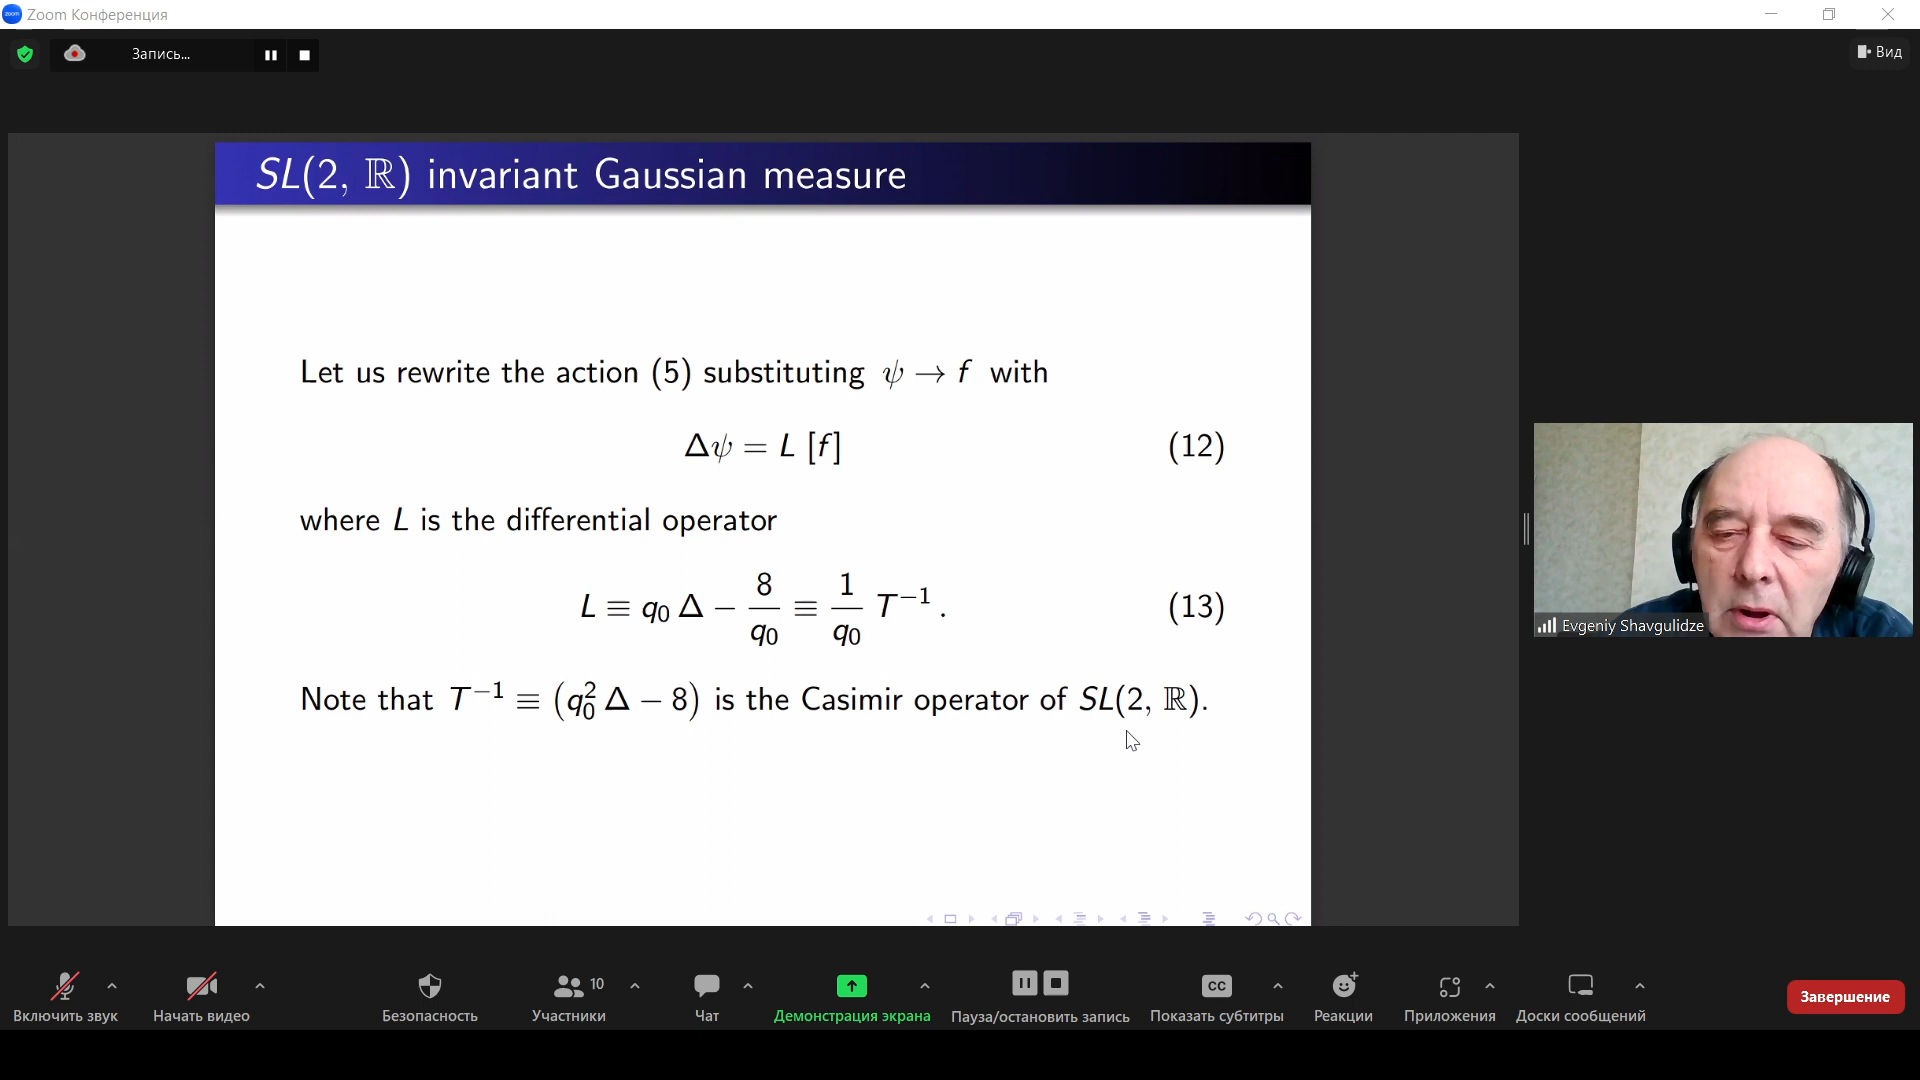 Zoom Конференция
Запись...
Вид
SL(2, ℝ) invariant Gaussian measure
Let us rewrite the action (5) substituting ψ → f with
Δψ = L [f] (12)
where L is the differential operator
L ≡ q₀ Δ − 8/q₀ ≡ 1/q₀ T⁻¹ . (13)
Note that T⁻¹ ≡ (q₀² Δ − 8) is the Casimir operator of SL(2, ℝ).
Evgeniy Shavgulidze
10
CC
Включить звук
Начать видео
Безопасность
Участники
Чат
Демонстрация экрана
Пауза/остановить запись
Показать субтитры
Реакции
Приложения
Доски сообщений
Завершение